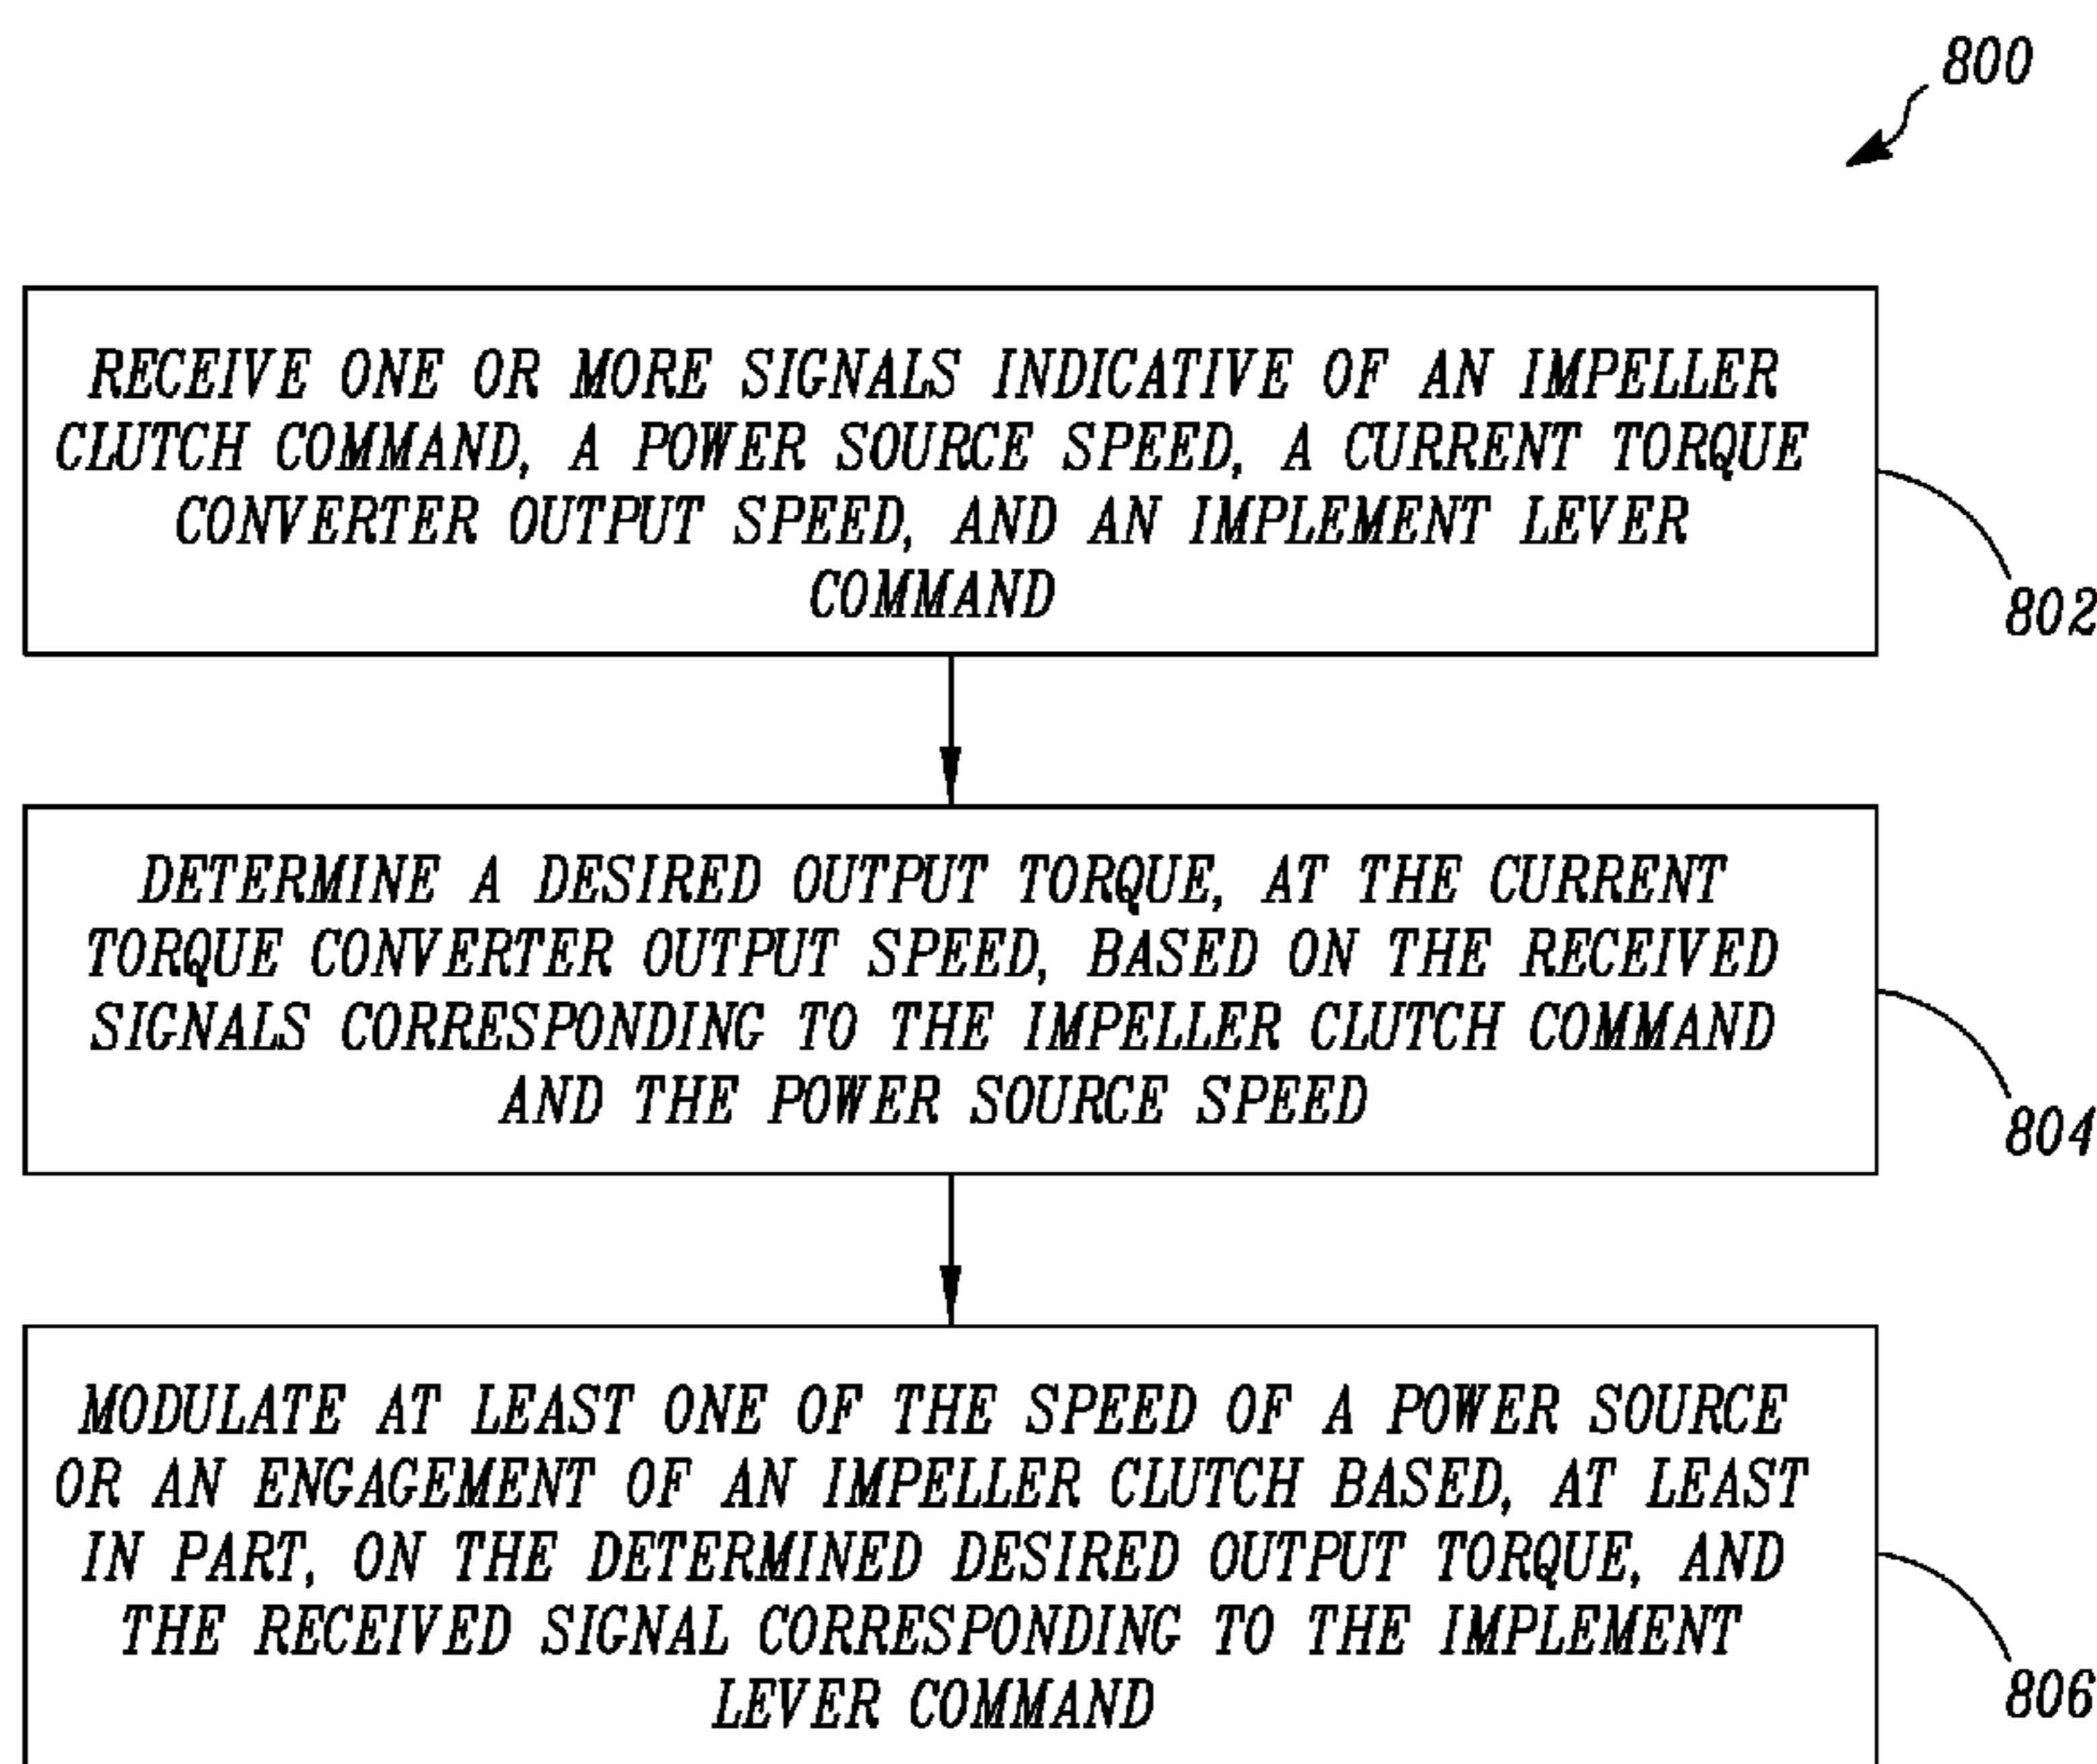 800
RECEIVE ONE OR MORE SIGNALS INDICATIVE OF AN IMPELLER
CLUTCH COMMAND, A POWER SOURCE SPEED, A CURRENT TORQUE
CONVERTER OUTPUT SPEED, AND AN IMPLEMENT LEVER
COMMAND
802
DETERMINE A DESIRED OUTPUT TORQUE, AT THE CURRENT
TORQUE CONVERTER OUTPUT SPEED, BASED ON THE RECEIVED
SIGNALS CORRESPONDING TO THE IMPELLER CLUTCH COMMAND
AND THE POWER SOURCE SPEED
804
MODULATE AT LEAST ONE OF THE SPEED OF A POWER SOURCE
OR AN ENGAGEMENT OF AN IMPELLER CLUTCH BASED, AT LEAST
IN PART, ON THE DETERMINED DESIRED OUTPUT TORQUE, AND
THE RECEIVED SIGNAL CORRESPONDING TO THE IMPLEMENT
LEVER COMMAND
806